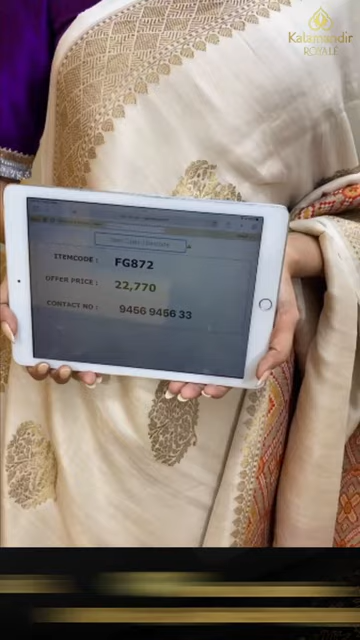 Kalamandir
ROYALE
ITEMCODE : FG872
OFFER PRICE : 22,770
CONTACT NO : 9456 9456 33